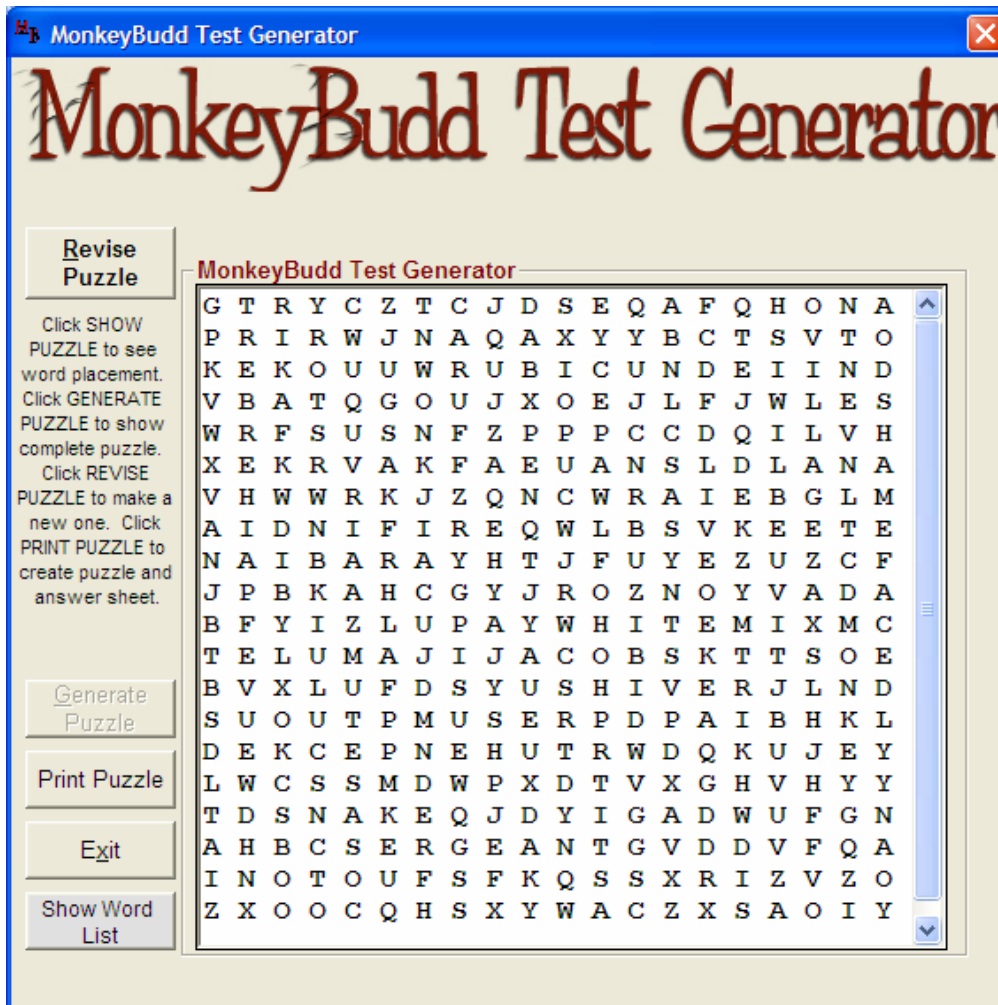 MonkeyBudd Test Generator
MonkeyBudd Test Generator
Revise
Puzzle
Click SHOW
PUZZLE to see
word placement.
Click GENERATE
PUZZLE to show
complete puzzle.
Click REVISE
PUZZLE to make a
new one. Click
PRINT PUZZLE to
create puzzle and
answer sheet.
Generate
Puzzle
Print Puzzle
Exit
Show Word
List
MonkeyBudd Test Generator
G T R Y C Z T C J D S E Q A F Q H O N A
P R I R W J N A Q A X Y Y B C T S V T O
K E K O U U W R U B I C U N D E I I N D
V B A T Q G O U J X O E J L F J W L E S
W R F S U S N F Z P P P C C D Q I L V H
X E K R V A K F A E U A N S L D L A N A
V H W W R K J Z Q N C W R A I E B G L M
A I D N I F I R E Q W L B S V K E E T E
N A I B A R A Y H T J F U Y E Z U Z C F
J P B K A H C G Y J R O Z N O Y V A D A
B F Y I Z L U P A Y W H I T E M I X M C
T E L U M A J I J A C O B S K T T S O E
B V X L U F D S Y U S H I V E R J L N D
S U O U T P M U S E R P D P A I B H K L
D E K C E P N E H U T R W D Q K U J E Y
L W C S S M D W P X D T V X G H V H Y Y
T D S N A K E Q J D Y I G A D W U F G N
A H B C S E R G E A N T G V D D V F Q A
I N O T O U F S F K Q S S X R I Z V Z O
Z X O O C Q H S X Y W A C Z X S A O I Y